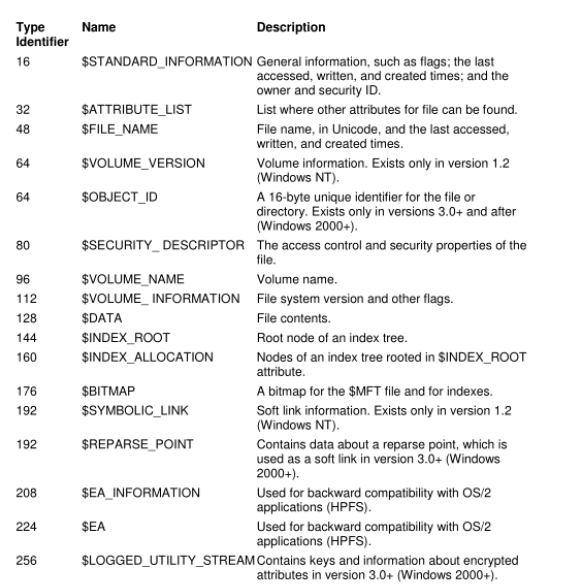 Type Name Description
Identifier
16 $STANDARD_INFORMATION General information, such as flags; the last
accessed, written, and created times; and the
owner and security ID.
32 $ATTRIBUTE_LIST List where other attributes for file can be found.
48 $FILE_NAME File name, in Unicode, and the last accessed,
written, and created times.
64 $VOLUME_VERSION Volume information. Exists only in version 1.2
(Windows NT).
64 $OBJECT_ID A 16-byte unique identifier for the file or
directory. Exists only in versions 3.0+ and after
(Windows 2000+).
80 $SECURITY_ DESCRIPTOR The access control and security properties of the
file.
96 $VOLUME_NAME Volume name.
112 $VOLUME_ INFORMATION File system version and other flags.
128 $DATA File contents.
144 $INDEX_ROOT Root node of an index tree.
160 $INDEX_ALLOCATION Nodes of an index tree rooted in $INDEX_ROOT
attribute.
176 $BITMAP A bitmap for the $MFT file and for indexes.
192 $SYMBOLIC_LINK Soft link information. Exists only in version 1.2
(Windows NT).
192 $REPARSE_POINT Contains data about a reparse point, which is
used as a soft link in version 3.0+ (Windows
2000+).
208 $EA_INFORMATION Used for backward compatibility with OS/2
applications (HPFS).
224 $EA Used for backward compatibility with OS/2
applications (HPFS).
256 $LOGGED_UTILITY_STREAM Contains keys and information about encrypted
attributes in version 3.0+ (Windows 2000+).